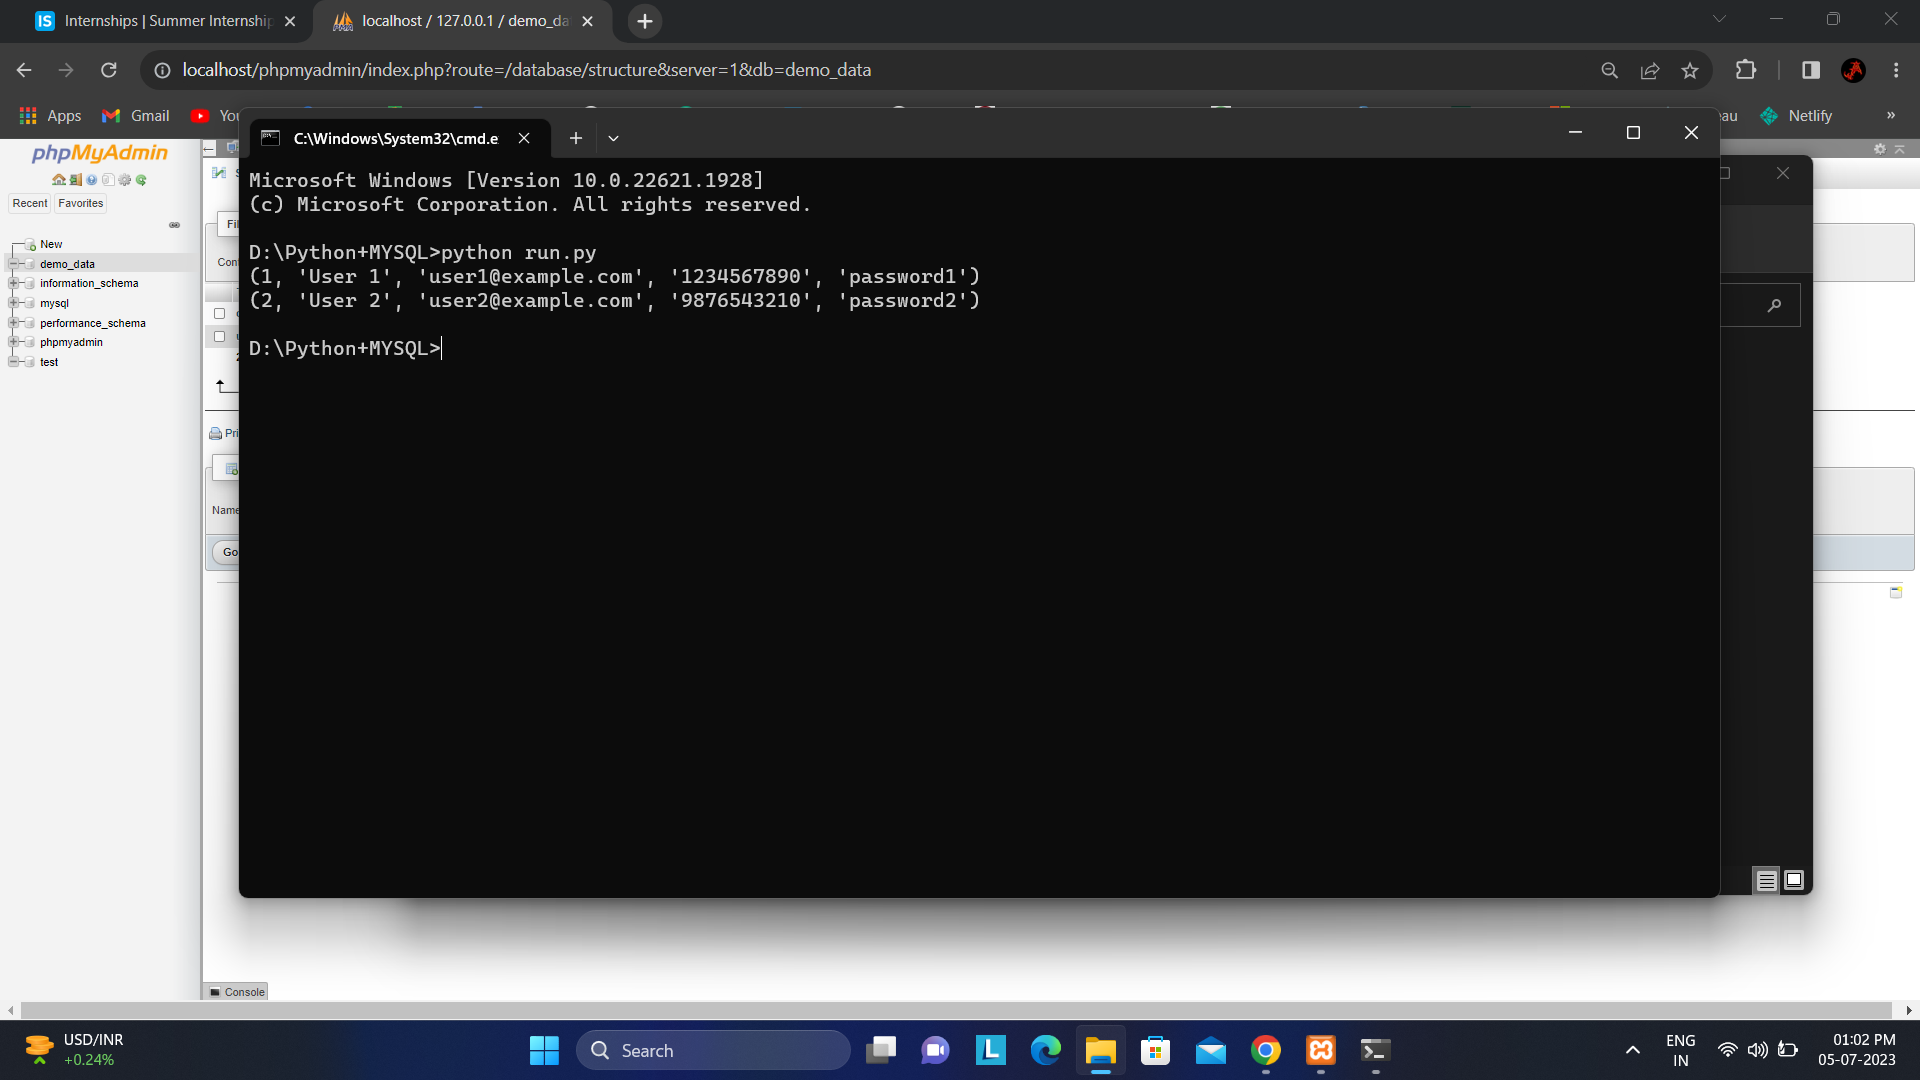 Internships | Summer Internship
localhost / 127.0.0.1 / demo_da
localhost/phpmyadmin/index.php?route=/database/structure&server=1&db=demo_data
Apps
Gmail
You
au
Netlify
»
phpMyAdmin
Recent
Favorites
New
demo_data
information_schema
mysql
performance_schema
phpmyadmin
test
Fil
Con
Pri
Name
Go
Console
C:\Windows\System32\cmd.e
Microsoft Windows [Version 10.0.22621.1928]
(c) Microsoft Corporation. All rights reserved.
D:\Python+MYSQL>python run.py
(1, 'User 1', 'user1@example.com', '1234567890', 'password1')
(2, 'User 2', 'user2@example.com', '9876543210', 'password2')
D:\Python+MYSQL>
USD/INR
+0.24%
Search
ENG
IN
01:02 PM
05-07-2023